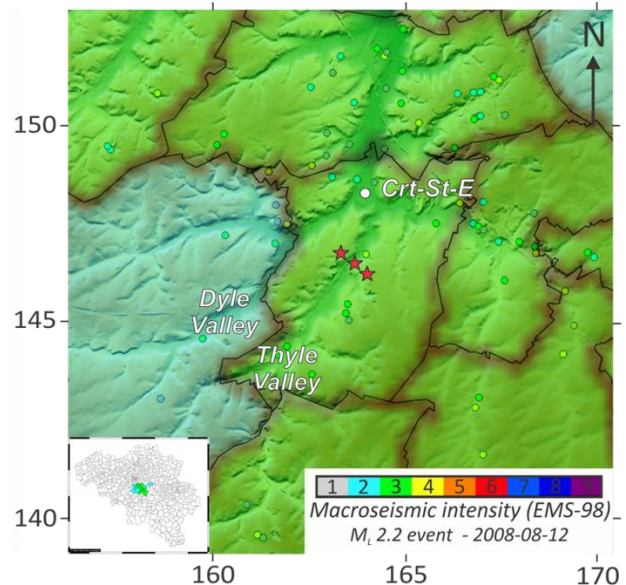 N
150
145
140
160
165
170
Crt-St-E
Dyle
Valley
Thyle
Valley
1 2 3 4 5 6 7 8
Macroseismic intensity (EMS-98)
M_L 2.2 event - 2008-08-12